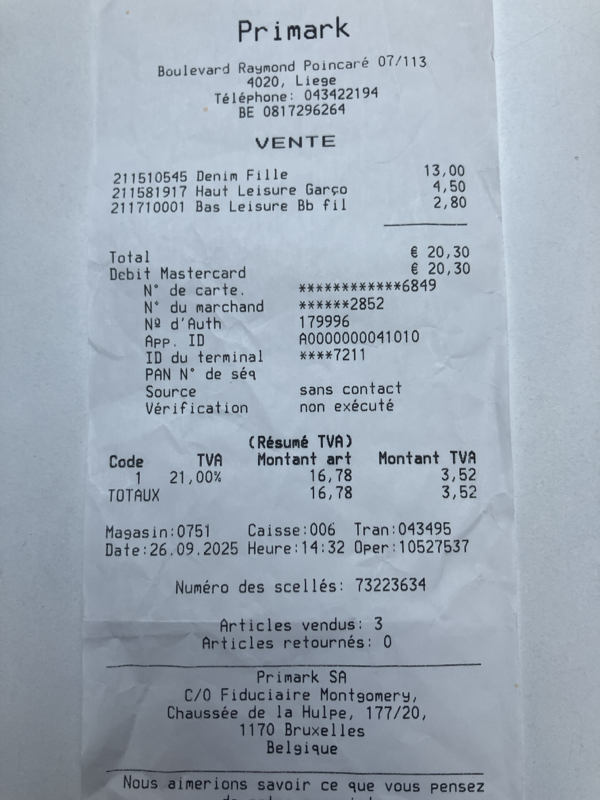 Primark
Boulevard Raymond Poincaré 07/113
4020, Liege
Téléphone: 043422194
BE 0817296264
VENTE
211510545 Denim Fille 13,00
211581917 Haut Leisure Garço 4,50
211710001 Bas Leisure Bb fil 2,80
Total € 20,30
Debit Mastercard € 20,30
N° de carte. ************6849
N° du marchand ******2852
Nº d'Auth 179996
App. ID A0000000041010
ID du terminal ****7211
PAN N° de séq
Source sans contact
Vérification non exécuté
(Résumé TVA)
Code TVA Montant art Montant TVA
1 21,00% 16,78 3,52
TOTAUX 16,78 3,52
Magasin:0751 Caisse:006 Tran:043495
Date:26.09.2025 Heure:14:32 Oper:10527537
Numéro des scellés: 73223634
Articles vendus: 3
Articles retournés: 0
Primark SA
C/O Fiduciaire Montgomery,
Chaussée de la Hulpe, 177/20,
1170 Bruxelles
Belgique
Nous aimerions savoir ce que vous pensez